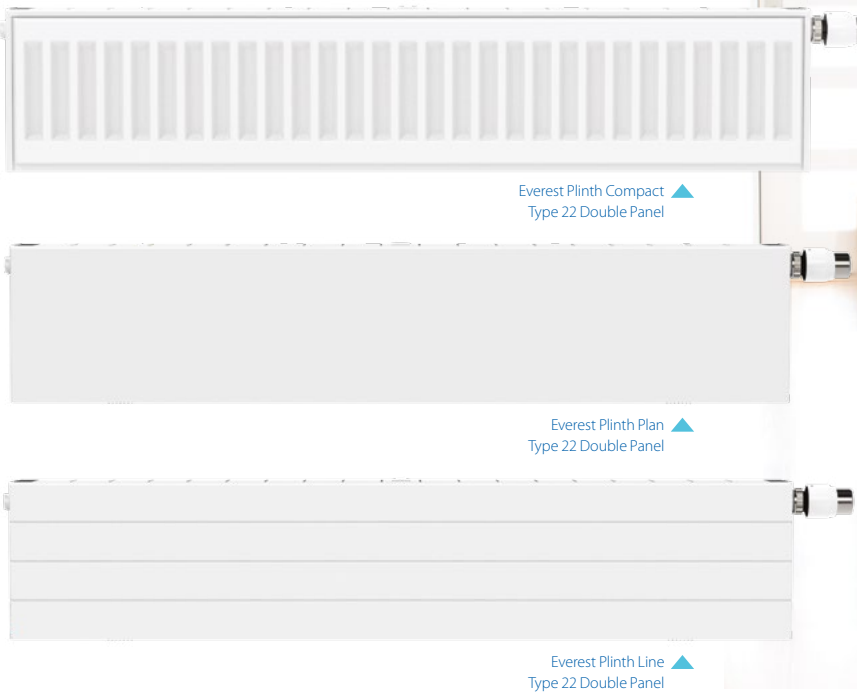 Everest Plinth Compact
Type 22 Double Panel
Everest Plinth Plan
Type 22 Double Panel
Everest Plinth Line
Type 22 Double Panel